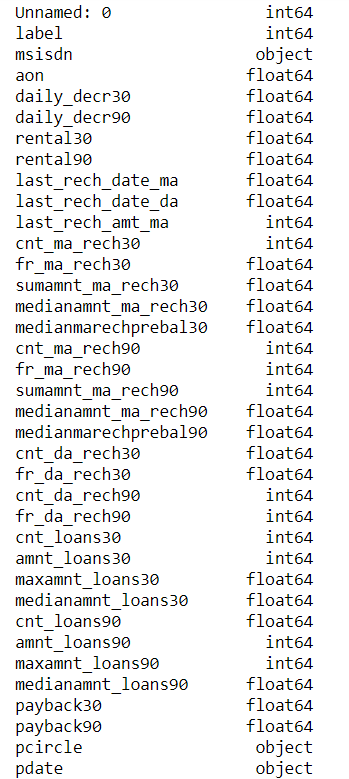 Unnamed: 0 int64
label int64
msisdn object
aon float64
daily_decr30 float64
daily_decr90 float64
rental30 float64
rental90 float64
last_rech_date_ma float64
last_rech_date_da float64
last_rech_amt_ma int64
cnt_ma_rech30 int64
fr_ma_rech30 float64
sumamnt_ma_rech30 float64
medianamnt_ma_rech30 float64
medianmarechprebal30 float64
cnt_ma_rech90 int64
fr_ma_rech90 int64
sumamnt_ma_rech90 int64
medianamnt_ma_rech90 float64
medianmarechprebal90 float64
cnt_da_rech30 float64
fr_da_rech30 float64
cnt_da_rech90 int64
fr_da_rech90 int64
cnt_loans30 int64
amnt_loans30 int64
maxamnt_loans30 float64
medianamnt_loans30 float64
cnt_loans90 float64
amnt_loans90 int64
maxamnt_loans90 int64
medianamnt_loans90 float64
payback30 float64
payback90 float64
pcircle object
pdate object